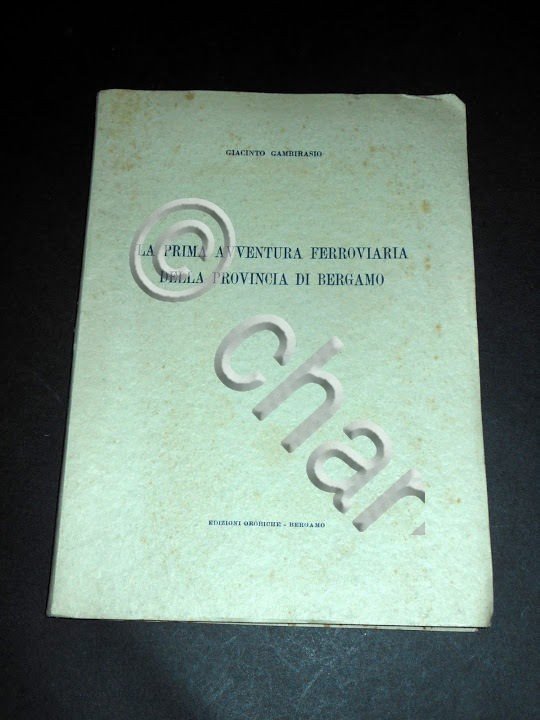 GIACINTO GAMBIRASIO
LA PRIMA AVVENTURA FERROVIARIA
DELLA PROVINCIA DI BERGAMO
© char
EDIZIONI OROBICHE - BERGAMO